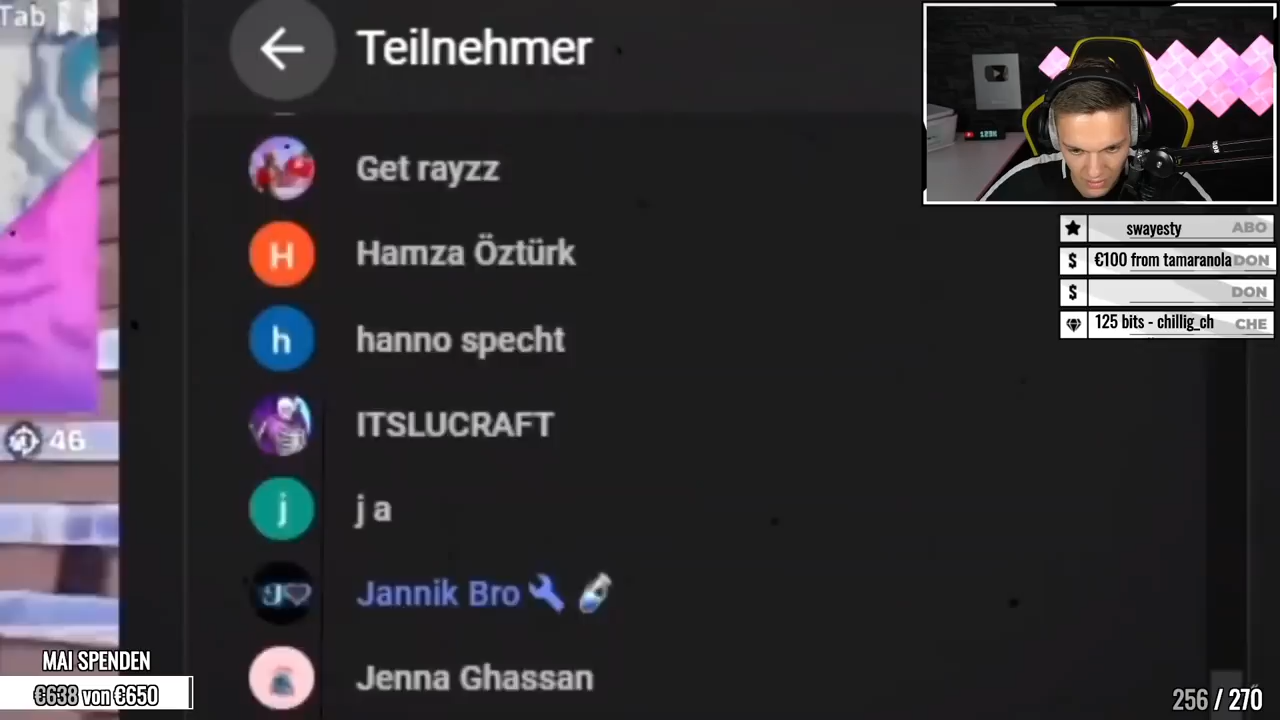 Tab
Teilnehmer
Get rayzz
H Hamza Öztürk
h hanno specht
ITSLUCRAFT
j j a
Jannik Bro
Jenna Ghassan
46
swayesty ABO
$ €100 from tamaranola DON
$ DON
125 bits - chillig_ch CHE
MAI SPENDEN
€638 von €650
256 / 270